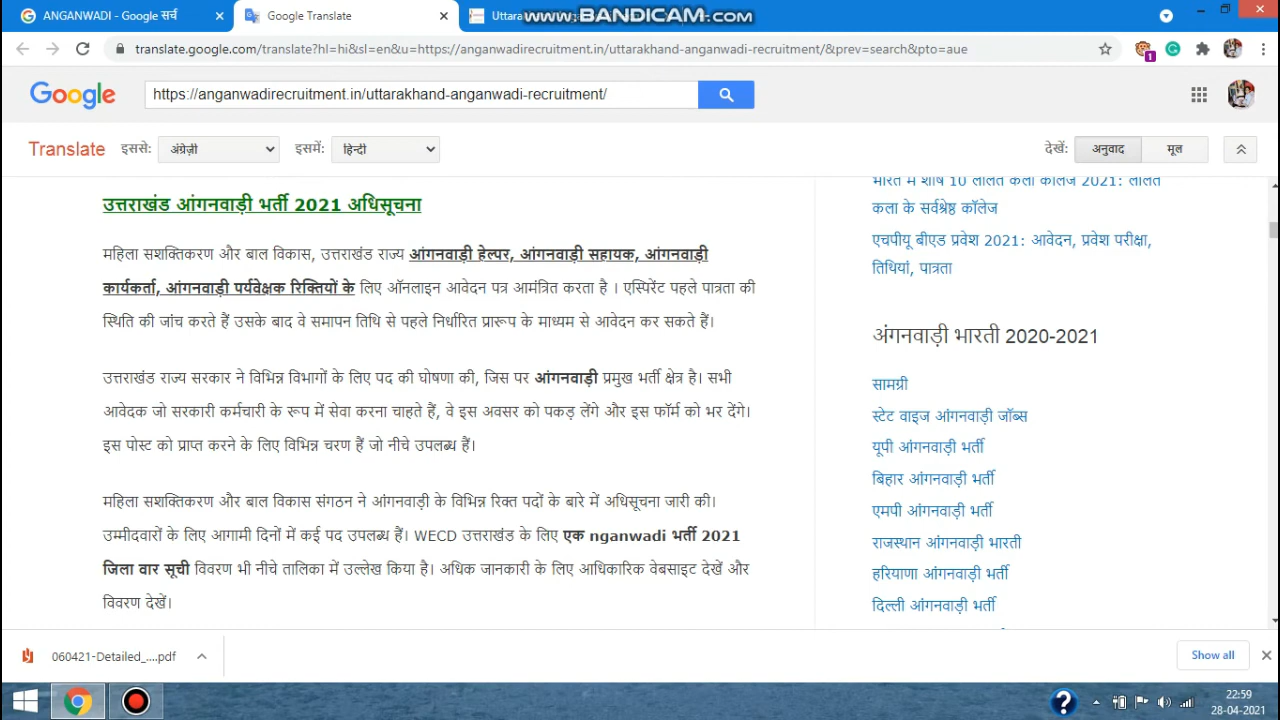 ANGANWADI - Google सर्च
Google Translate
Uttara
www.BANDICAM.com
translate.google.com/translate?hl=hi&sl=en&u=https://anganwadirecruitment.in/uttarakhand-anganwadi-recruitment/&prev=search&pto=aue
1
Google
https://anganwadirecruitment.in/uttarakhand-anganwadi-recruitment/
Translate
इससे:
अंग्रेज़ी
इसमें:
हिन्दी
देखें:
अनुवाद
मूल
उत्तराखंड आंगनवाड़ी भर्ती 2021 अधिसूचना
महिला सशक्तिकरण और बाल विकास, उत्तराखंड राज्य आंगनवाड़ी हेल्पर, आंगनवाड़ी सहायक, आंगनवाड़ी
कार्यकर्ता, आंगनवाड़ी पर्यवेक्षक रिक्तियों के लिए ऑनलाइन आवेदन पत्र आमंत्रित करता है । एस्पिरेंट पहले पात्रता की
स्थिति की जांच करते हैं उसके बाद वे समापन तिथि से पहले निर्धारित प्रारूप के माध्यम से आवेदन कर सकते हैं।
उत्तराखंड राज्य सरकार ने विभिन्न विभागों के लिए पद की घोषणा की, जिस पर आंगनवाड़ी प्रमुख भर्ती क्षेत्र है। सभी
आवेदक जो सरकारी कर्मचारी के रूप में सेवा करना चाहते हैं, वे इस अवसर को पकड़ लेंगे और इस फॉर्म को भर देंगे।
इस पोस्ट को प्राप्त करने के लिए विभिन्न चरण हैं जो नीचे उपलब्ध हैं।
महिला सशक्तिकरण और बाल विकास संगठन ने आंगनवाड़ी के विभिन्न रिक्त पदों के बारे में अधिसूचना जारी की।
उम्मीदवारों के लिए आगामी दिनों में कई पद उपलब्ध हैं। WECD उत्तराखंड के लिए एक nganwadi भर्ती 2021
जिला वार सूची विवरण भी नीचे तालिका में उल्लेख किया है। अधिक जानकारी के लिए आधिकारिक वेबसाइट देखें और
विवरण देखें।
भारत में शीर्ष 10 ललित कला कॉलेज 2021: ललित
कला के सर्वश्रेष्ठ कॉलेज
एचपीयू बीएड प्रवेश 2021: आवेदन, प्रवेश परीक्षा,
तिथियां, पात्रता
अंगनवाड़ी भारती 2020-2021
सामग्री
स्टेट वाइज आंगनवाड़ी जॉब्स
यूपी आंगनवाड़ी भर्ती
बिहार आंगनवाड़ी भर्ती
एमपी आंगनवाड़ी भर्ती
राजस्थान आंगनवाड़ी भारती
हरियाणा आंगनवाड़ी भर्ती
दिल्ली आंगनवाड़ी भर्ती
060421-Detailed_....pdf
Show all
22:59
28-04-2021